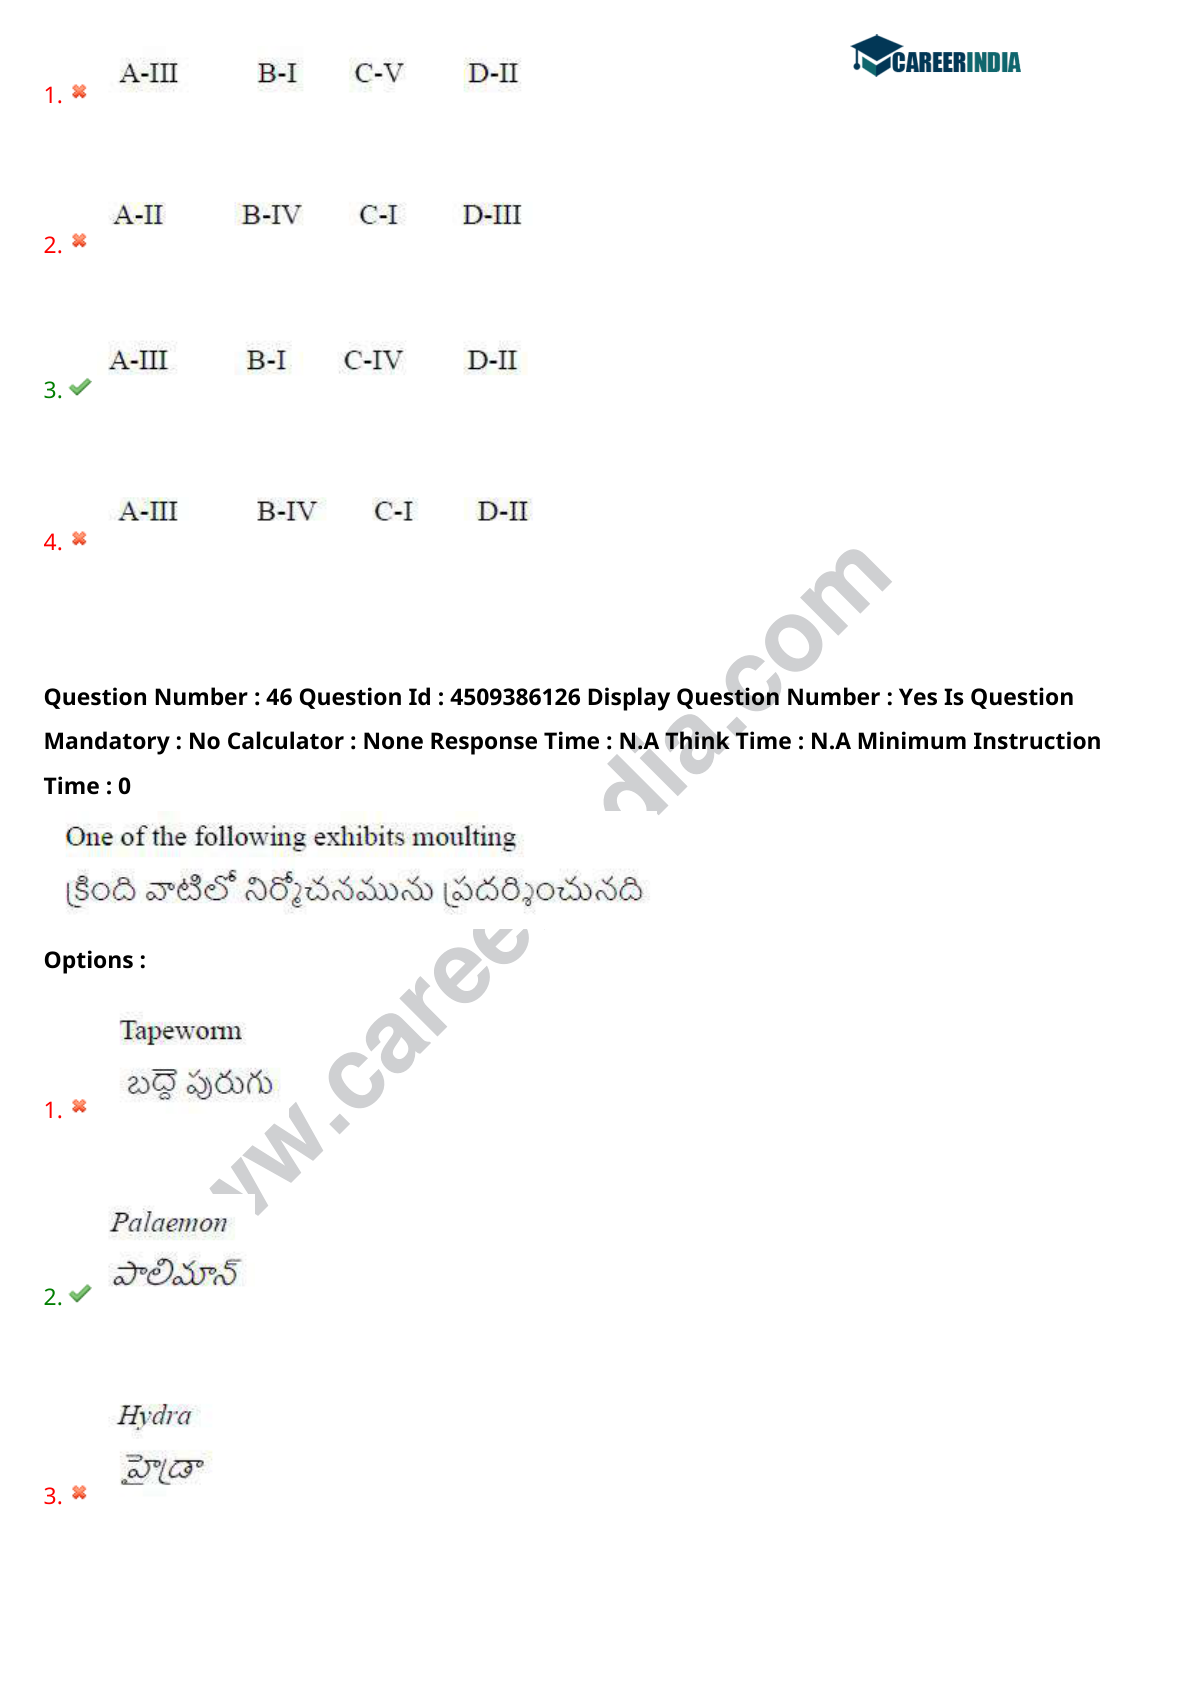 CAREERINDIA
A-III B-I C-V D-II
1.
A-II B-IV C-I D-III
2.
A-III B-I C-IV D-II
3.
A-III B-IV C-I D-II
4.
Question Number : 46 Question Id : 4509386126 Display Question Number : Yes Is Question
Mandatory : No Calculator : None Response Time : N.A Think Time : N.A Minimum Instruction
Time : 0
One of the following exhibits moulting
క్రింది వాటిలో నిర్మోచనమును ప్రదర్శించునది
Options :
Tapeworm
బద్దె పురుగు
1.
Palaemon
పాలిమాన్
2.
Hydra
హైడ్రా
3.